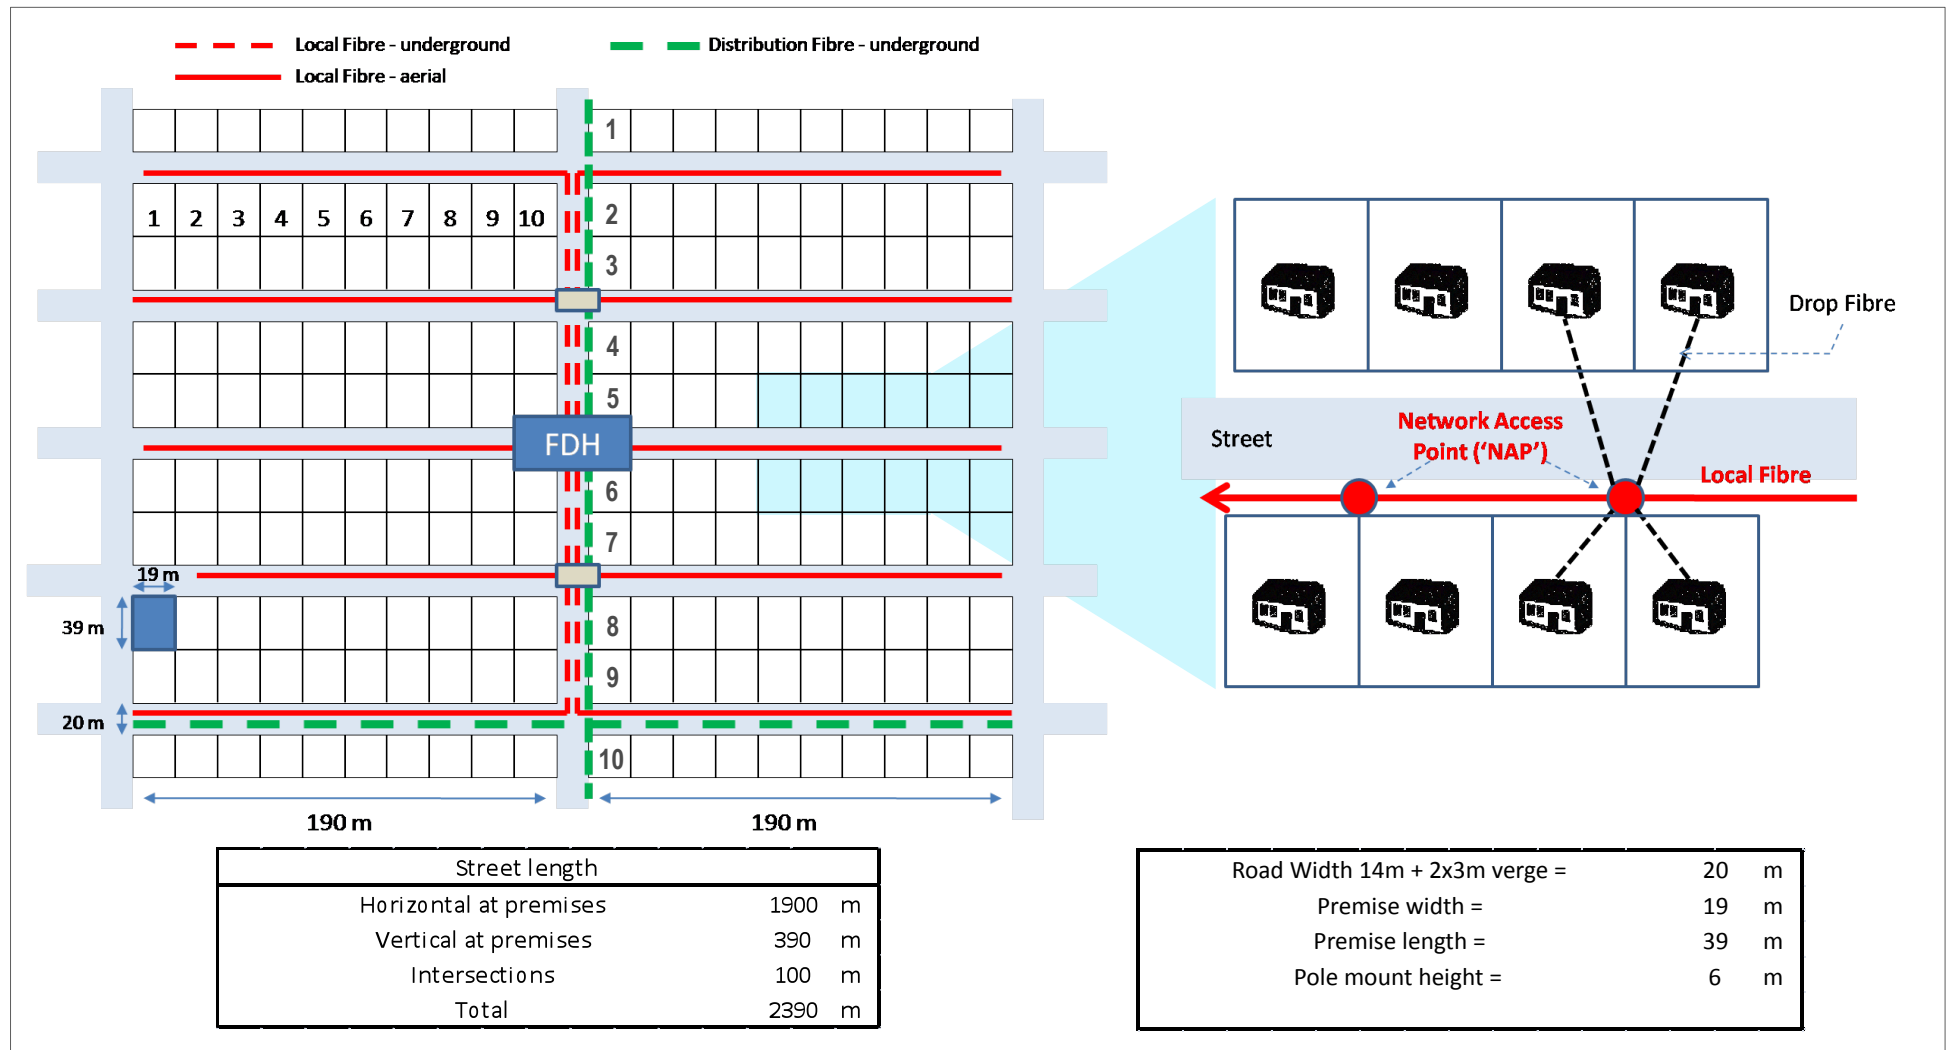 Local Fibre - underground
Distribution Fibre - underground
Local Fibre - aerial
1
1 2 3 4 5 6 7 8 9 10
2
3
4
5
FDH
6
7
19 m
39 m
8
9
20 m
10
190 m
190 m
Drop Fibre
Network Access
Point (‘NAP’)
Street
Local Fibre
Street length
Horizontal at premises 1900 m
Vertical at premises 390 m
Intersections 100 m
Total 2390 m
Road Width 14m + 2x3m verge = 20 m
Premise width = 19 m
Premise length = 39 m
Pole mount height = 6 m